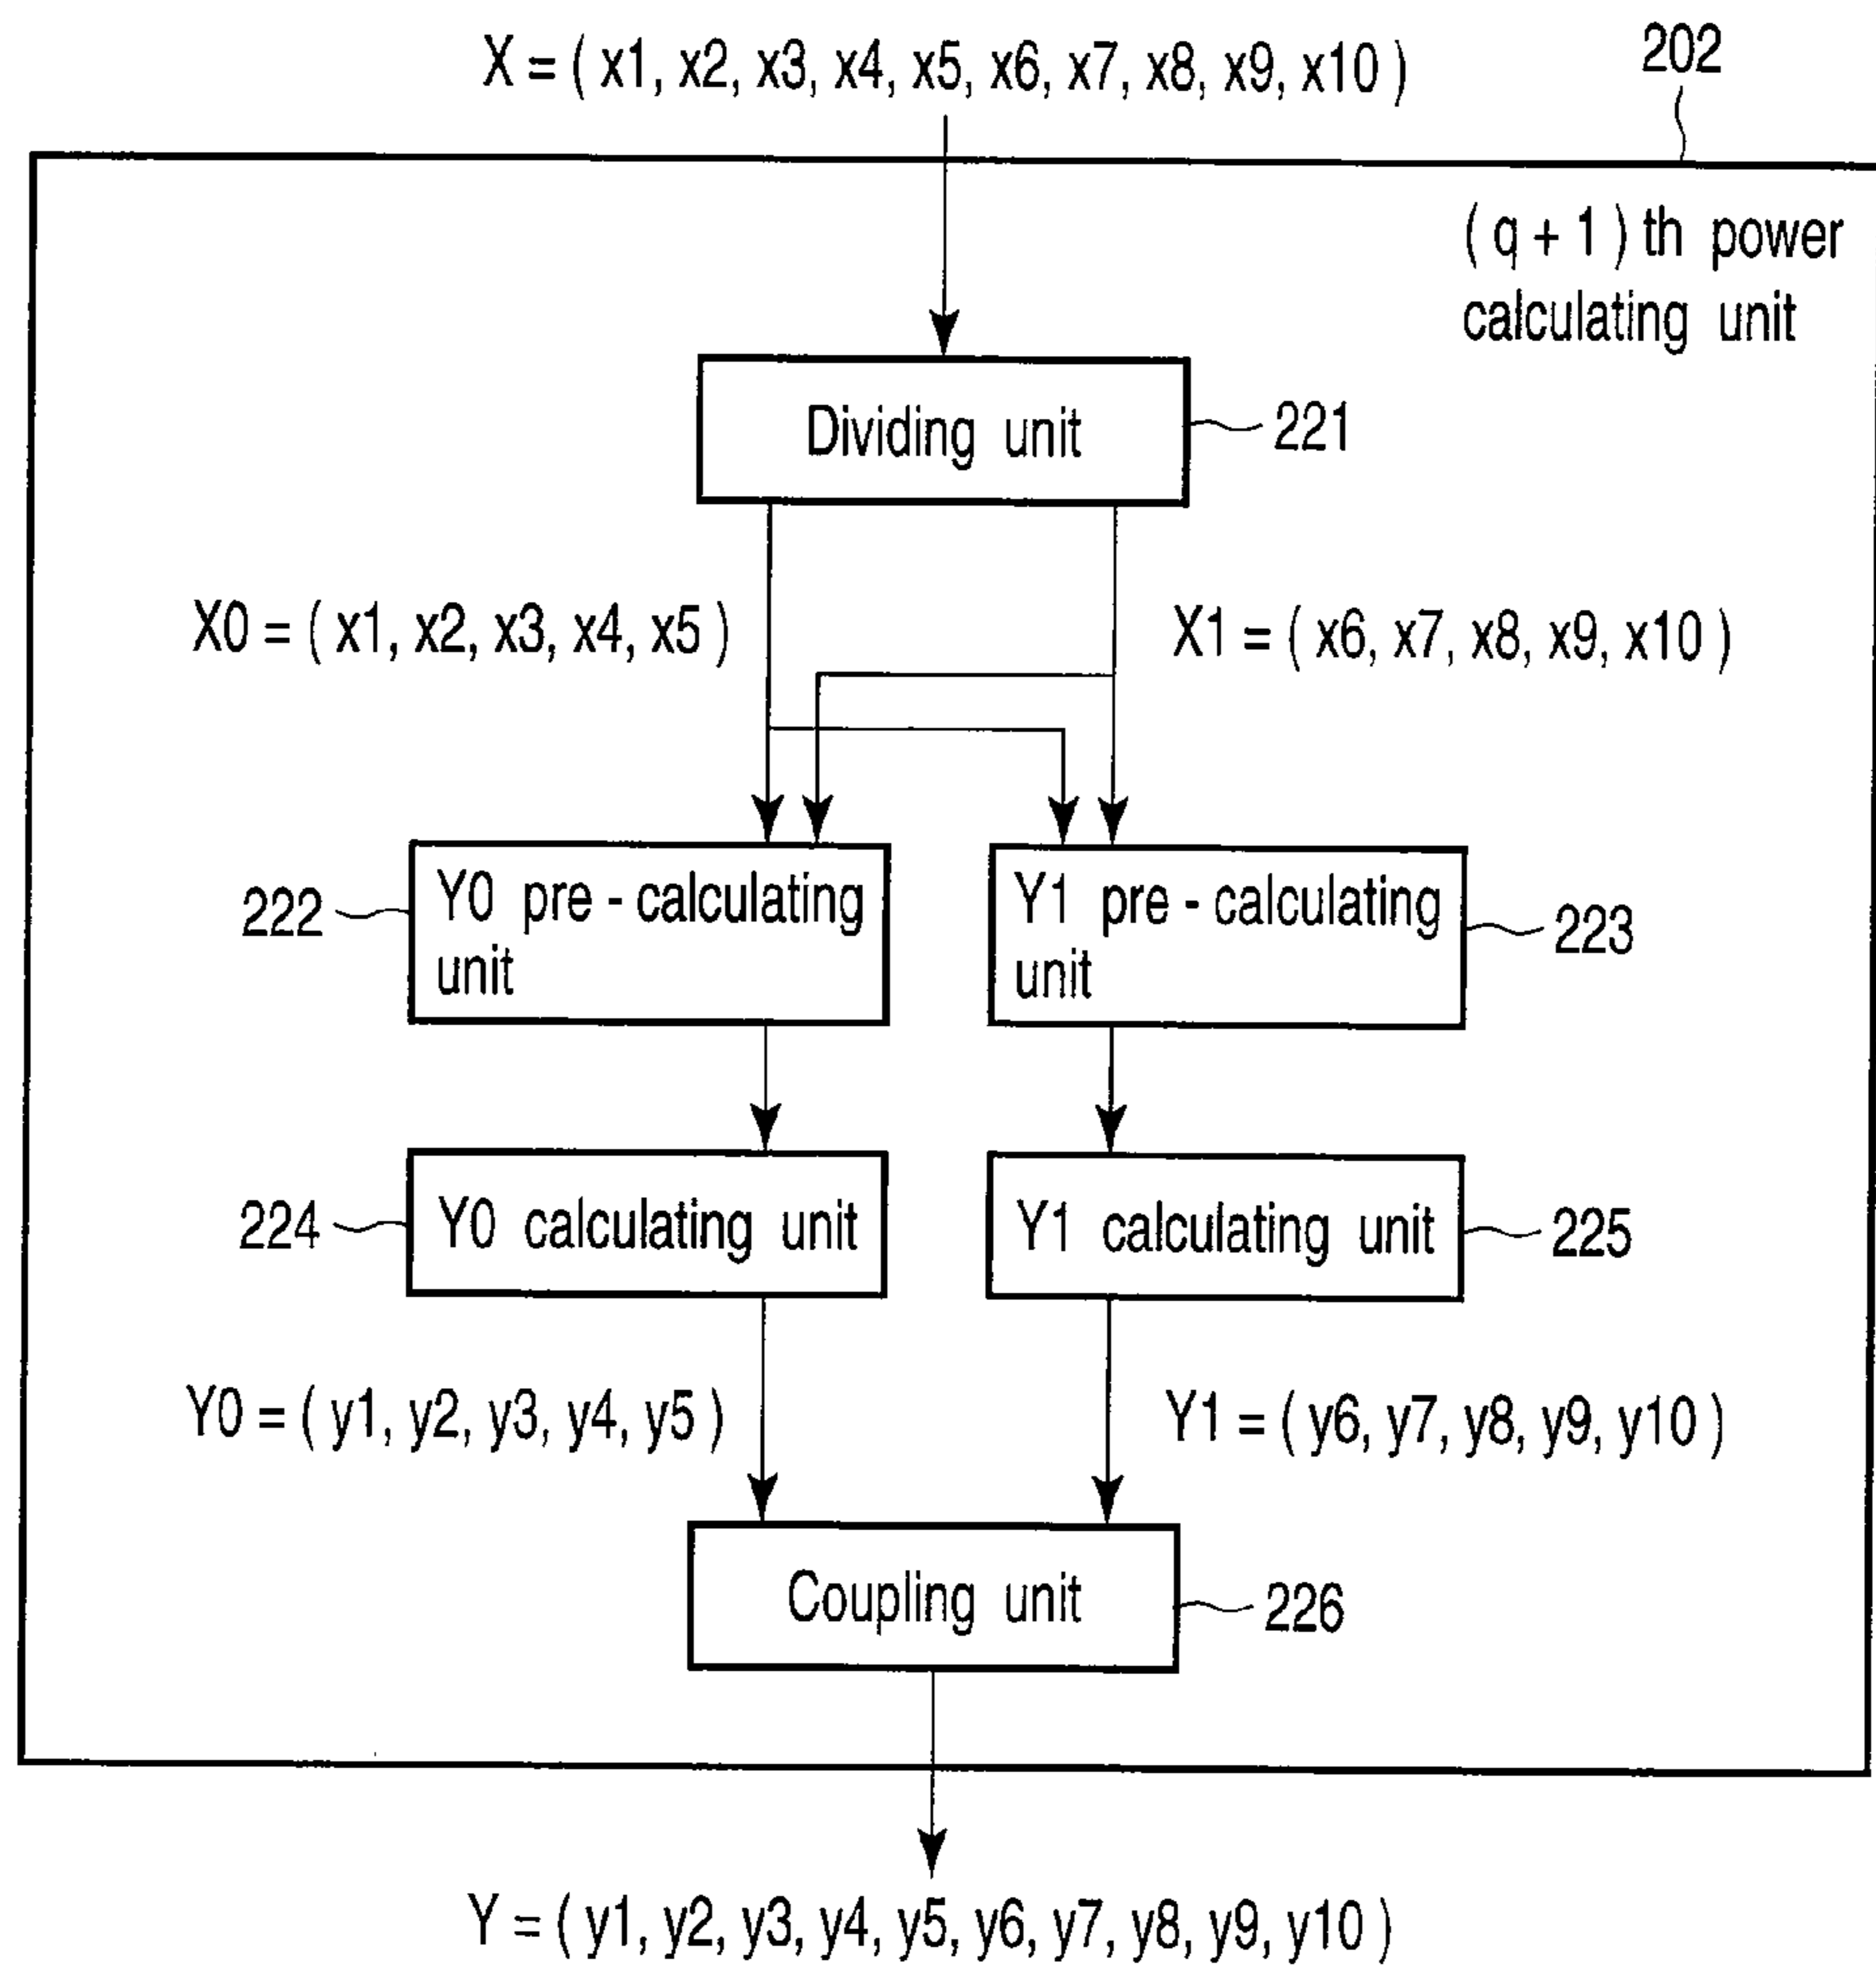 X = ( x1, x2, x3, x4, x5, x6, x7, x8, x9, x10 )
202
( q + 1 ) th power
calculating unit
Dividing unit
221
X0 = ( x1, x2, x3, x4, x5 )
X1 = ( x6, x7, x8, x9, x10 )
222
Y0 pre - calculating
unit
Y1 pre - calculating
unit
223
224
Y0 calculating unit
Y1 calculating unit
225
Y0 = ( y1, y2, y3, y4, y5 )
Y1 = ( y6, y7, y8, y9, y10 )
Coupling unit
226
Y = ( y1, y2, y3, y4, y5, y6, y7, y8, y9, y10 )